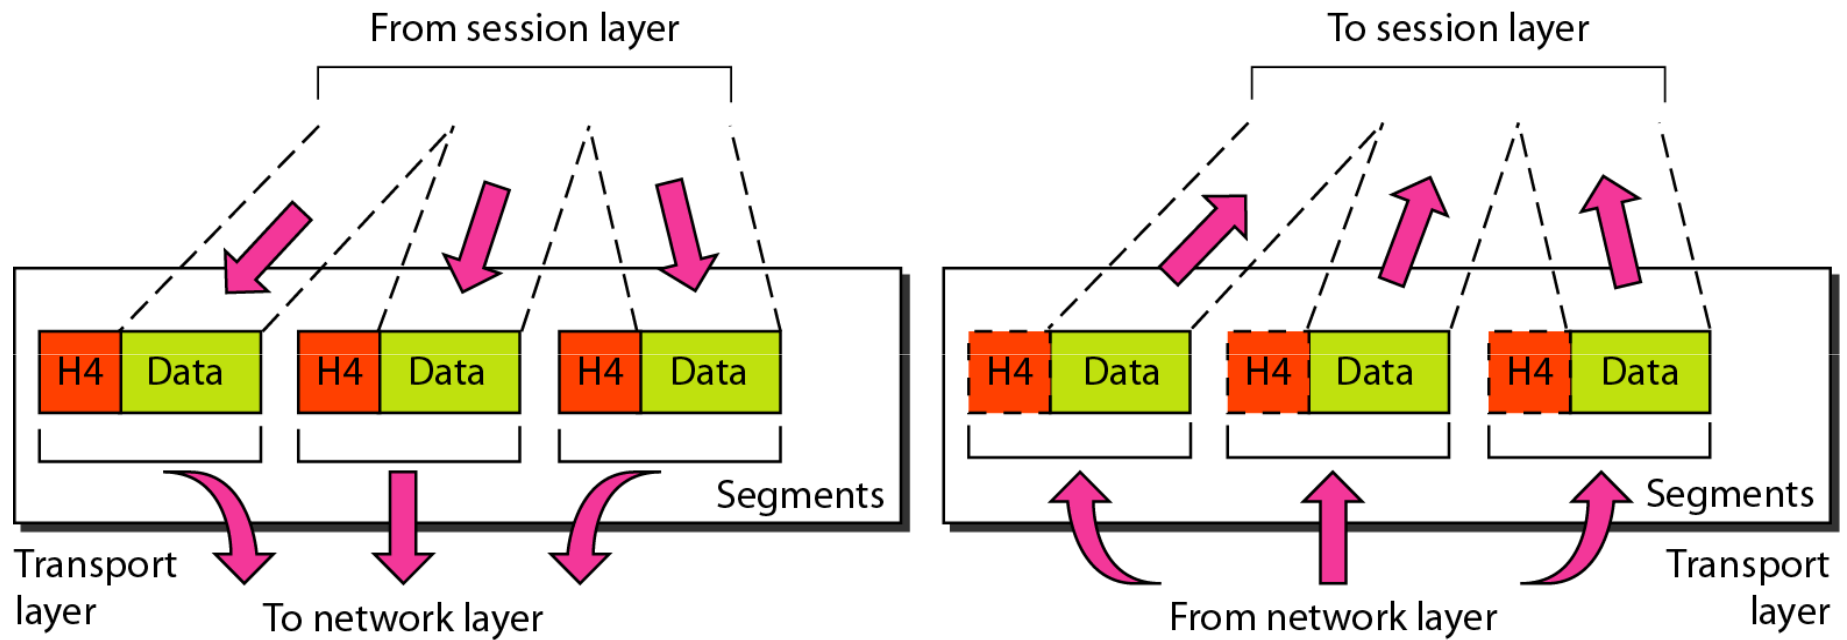 From session layer
H4 Data H4 Data H4 Data
Segments
Transport
layer
To network layer
To session layer
H4 Data H4 Data H4 Data
Segments
Transport
layer
From network layer